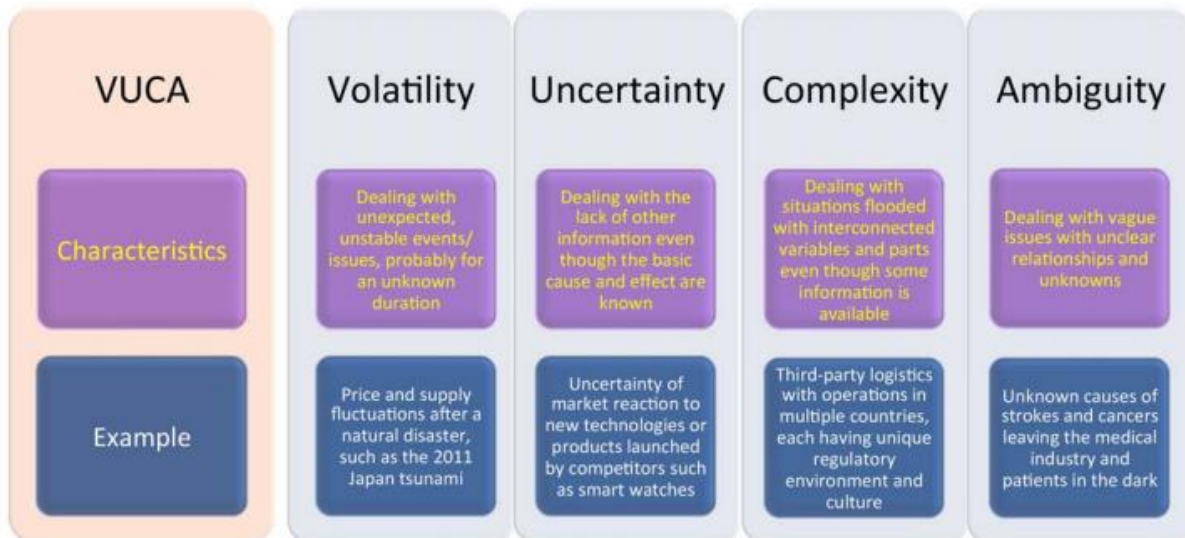 VUCA
Volatility
Uncertainty
Complexity
Ambiguity
Characteristics
Dealing with
unexpected,
unstable events/
issues, probably for
an unknown
duration
Dealing with the
lack of other
information even
though the basic
cause and effect are
known
Dealing with
situations flooded
with interconnected
variables and parts
even though some
information is
available
Dealing with vague
issues with unclear
relationships and
unknowns
Example
Price and supply
fluctuations after a
natural disaster,
such as the 2011
Japan tsunami
Uncertainty of
market reaction to
new technologies or
products launched
by competitors such
as smart watches
Third-party logistics
with operations in
multiple countries,
each having unique
regulatory
environment and
culture
Unknown causes of
strokes and cancers
leaving the medical
industry and
patients in the dark